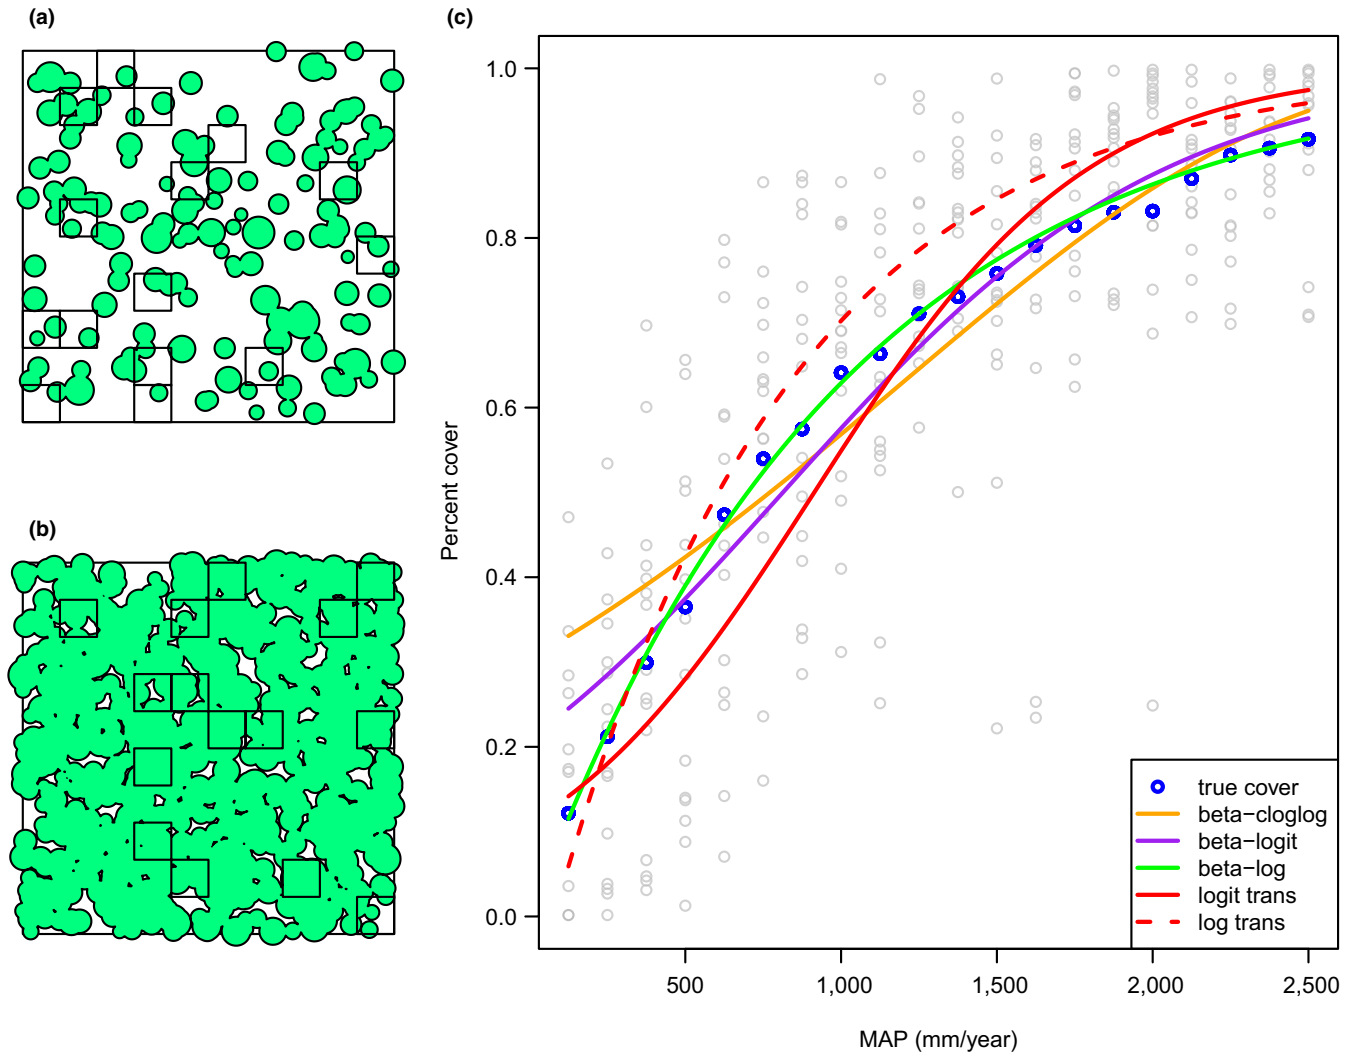 (a)
(b)
(c)
Percent cover
1.0
0.8
0.6
0.4
0.2
0.0
500
1,000
1,500
2,000
2,500
MAP (mm/year)
true cover
beta−cloglog
beta−logit
beta−log
logit trans
log trans